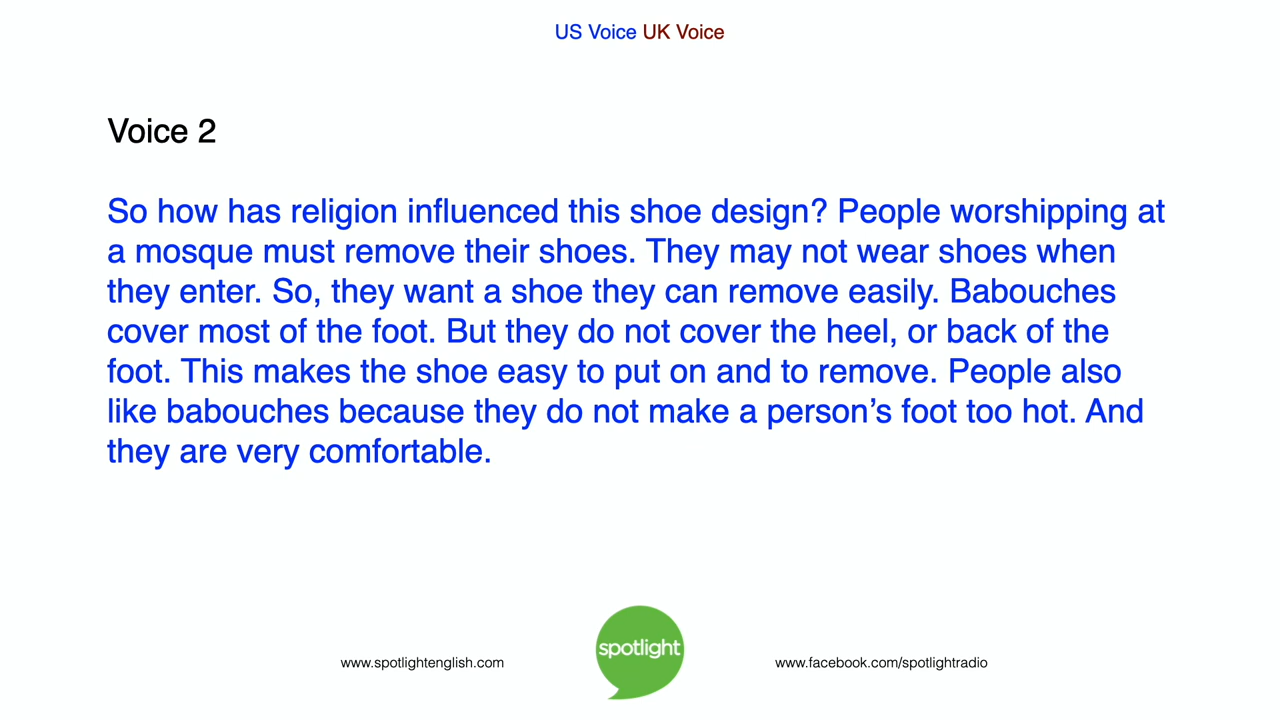 US Voice UK Voice
Voice 2
So how has religion influenced this shoe design? People worshipping at
a mosque must remove their shoes. They may not wear shoes when
they enter. So, they want a shoe they can remove easily. Babouches
cover most of the foot. But they do not cover the heel, or back of the
foot. This makes the shoe easy to put on and to remove. People also
like babouches because they do not make a person’s foot too hot. And
they are very comfortable.
spotlight
www.spotlightenglish.com
www.facebook.com/spotlightradio